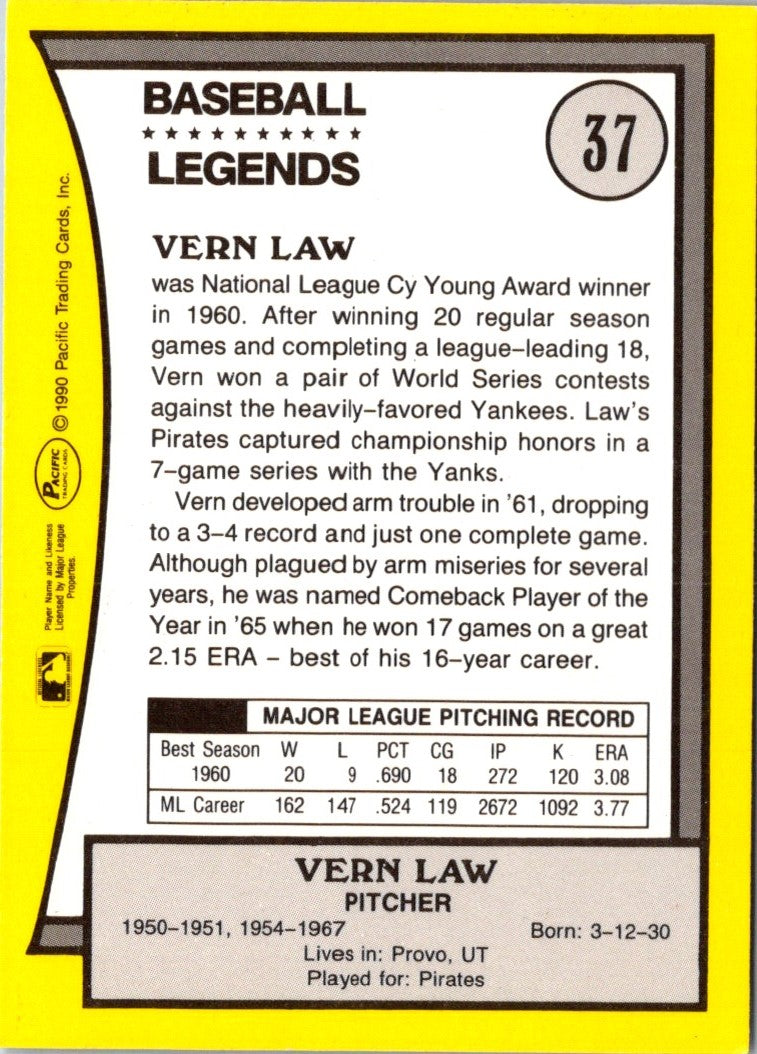 BASEBALL
★ ★ ★ ★ ★ ★ ★ ★ ★ ★
LEGENDS
37
VERN LAW
was National League Cy Young Award winner
in 1960. After winning 20 regular season
games and completing a league-leading 18,
Vern won a pair of World Series contests
against the heavily-favored Yankees. Law's
Pirates captured championship honors in a
7-game series with the Yanks.
Vern developed arm trouble in '61, dropping
to a 3-4 record and just one complete game.
Although plagued by arm miseries for several
years, he was named Comeback Player of the
Year in '65 when he won 17 games on a great
2.15 ERA – best of his 16-year career.
MAJOR LEAGUE PITCHING RECORD
Best Season W L PCT CG IP K ERA
1960 20 9 .690 18 272 120 3.08
ML Career 162 147 .524 119 2672 1092 3.77
VERN LAW
PITCHER
1950-1951, 1954-1967 Born: 3-12-30
Lives in: Provo, UT
Played for: Pirates
©1990 Pacific Trading Cards, Inc.
PACIFIC
TRADING CARDS
Player Name and Likeness
Licensed by Major League
Properties.